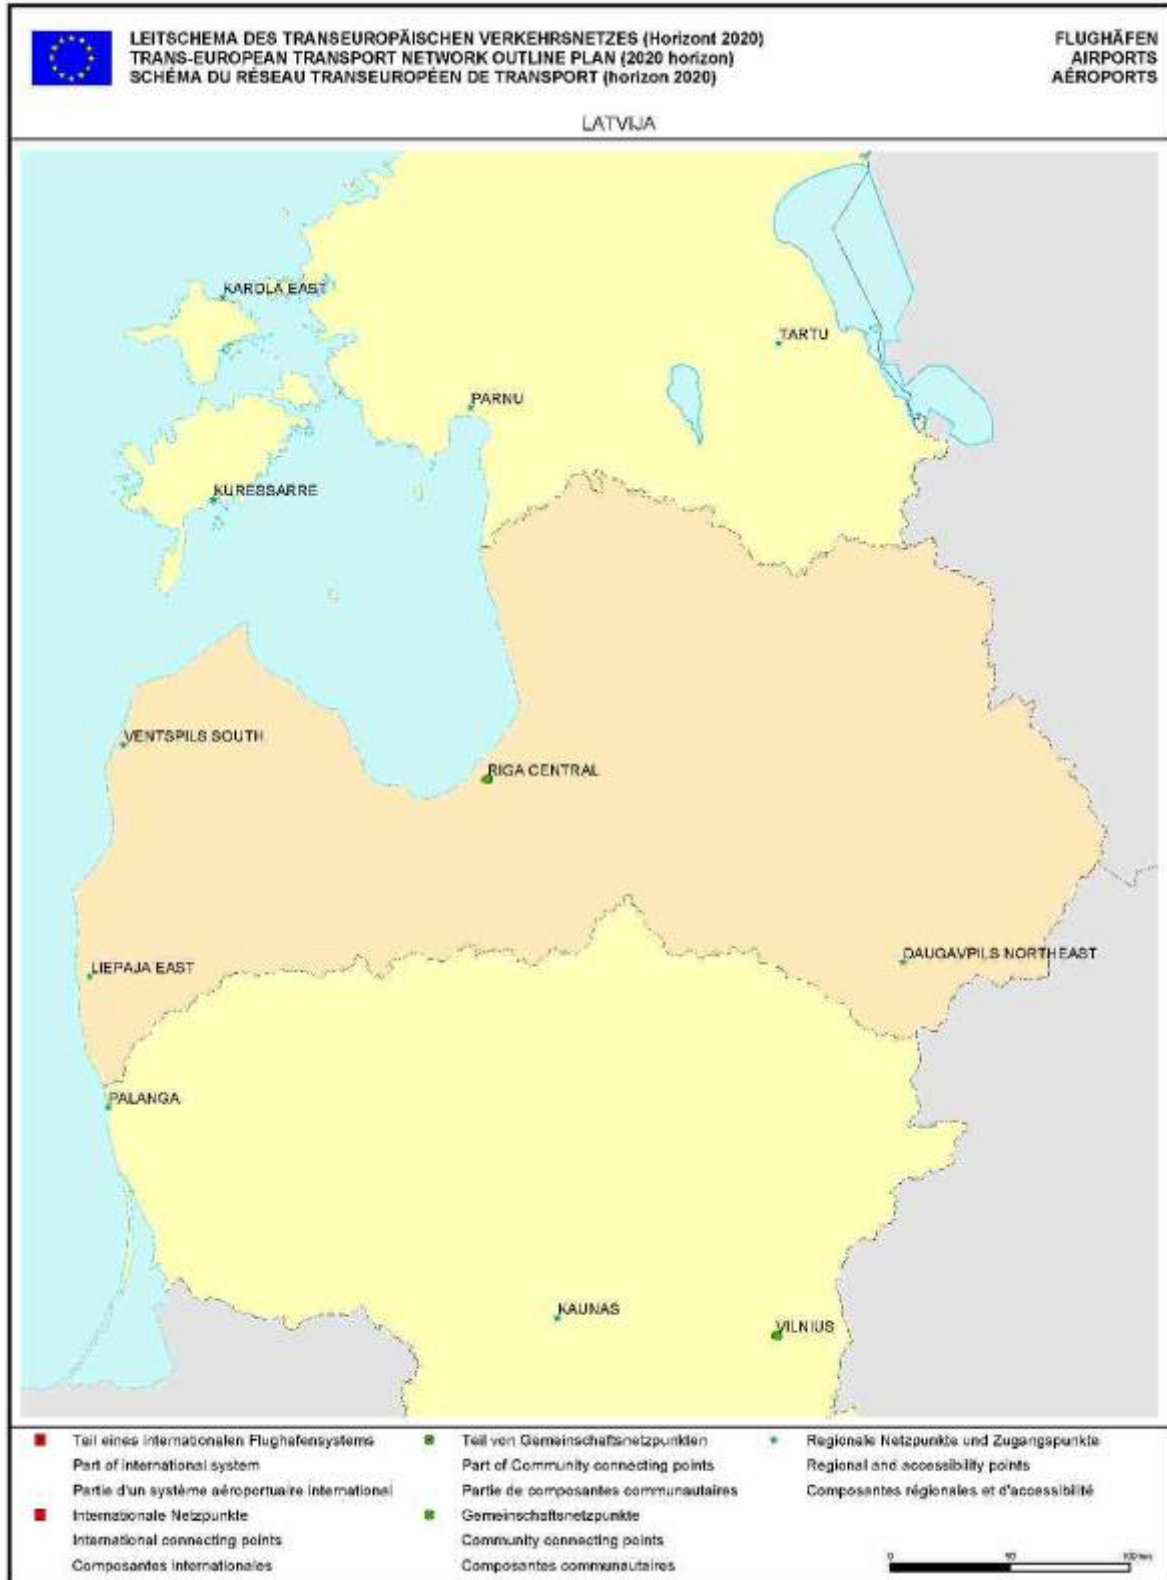 LEITSCHEMA DES TRANSEUROPÄISCHEN VERKEHRSNETZES (Horizont 2020)
TRANS-EUROPEAN TRANSPORT NETWORK OUTLINE PLAN (2020 horizon)
SCHÉMA DU RÉSEAU TRANSEUROPÉEN DE TRANSPORT (horizon 2020)
FLUGHÄFEN
AIRPORTS
AÉROPORTS
LATVIJA
KARDLA EAST
TARTU
PARNU
KURESSARRE
VENTSPILS SOUTH
RIGA CENTRAL
LIEPAJA EAST
DAUGAVPILS NORTHEAST
PALANGA
KAUNAS
VILNIUS
Teil eines internationalen Flughafensystems
Part of international system
Partie d'un système aéroportuaire international
Internationale Netzpunkte
International connecting points
Composantes internationales
Teil von Gemeinschaftsnetzpunkten
Part of Community connecting points
Partie de composantes communautaires
Gemeinschaftsnetzpunkte
Community connecting points
Composantes communautaires
Regionale Netzpunkte und Zugangspunkte
Regional and accessibility points
Composantes régionales et d'accessibilité
0 50 100 km